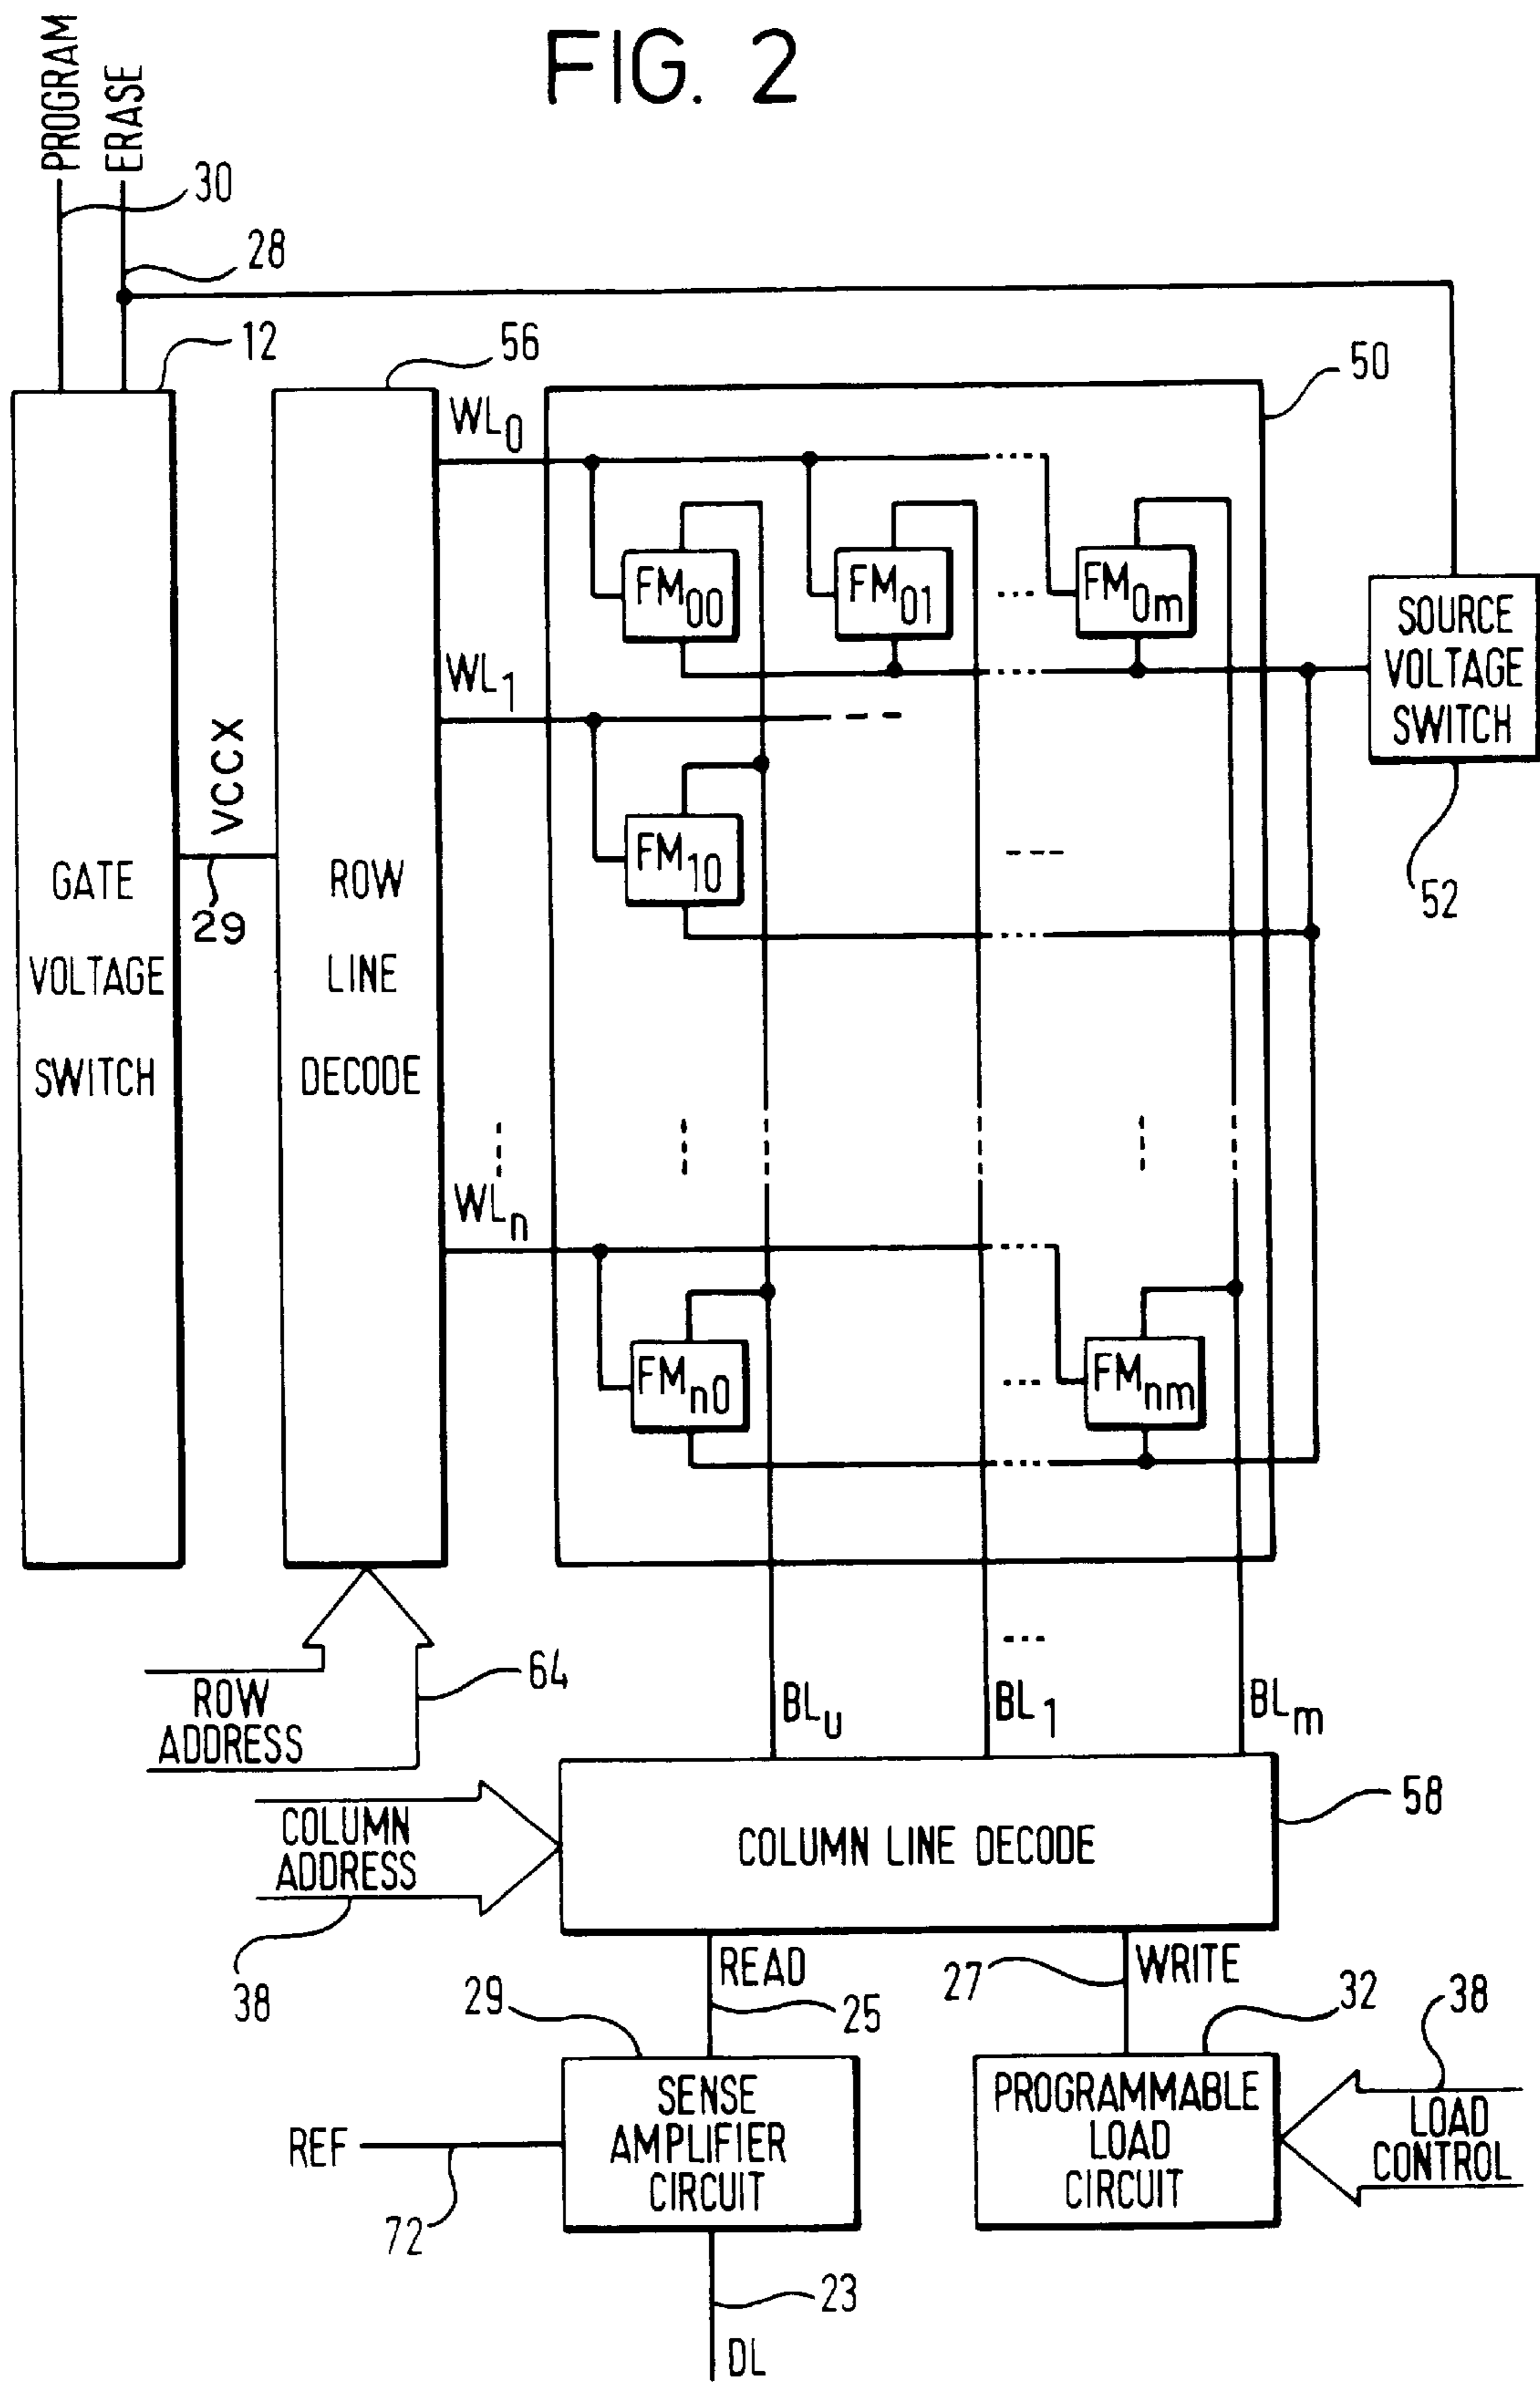 FIG. 2
PROGRAM
ERASE
30
28
12
56
50
WL0
FM00
FM01
...
FM0m
SOURCE
VOLTAGE
SWITCH
52
WL1
FM10
VCCX
29
GATE
VOLTAGE
SWITCH
ROW
LINE
DECODE
WLn
FMn0
...
FMnm
ROW
ADDRESS
64
BLu
BL1
...
BLm
COLUMN
ADDRESS
38
COLUMN LINE DECODE
58
READ
25
27
WRITE
29
32
38
SENSE
AMPLIFIER
CIRCUIT
REF
72
PROGRAMMABLE
LOAD
CIRCUIT
LOAD
CONTROL
23
DL